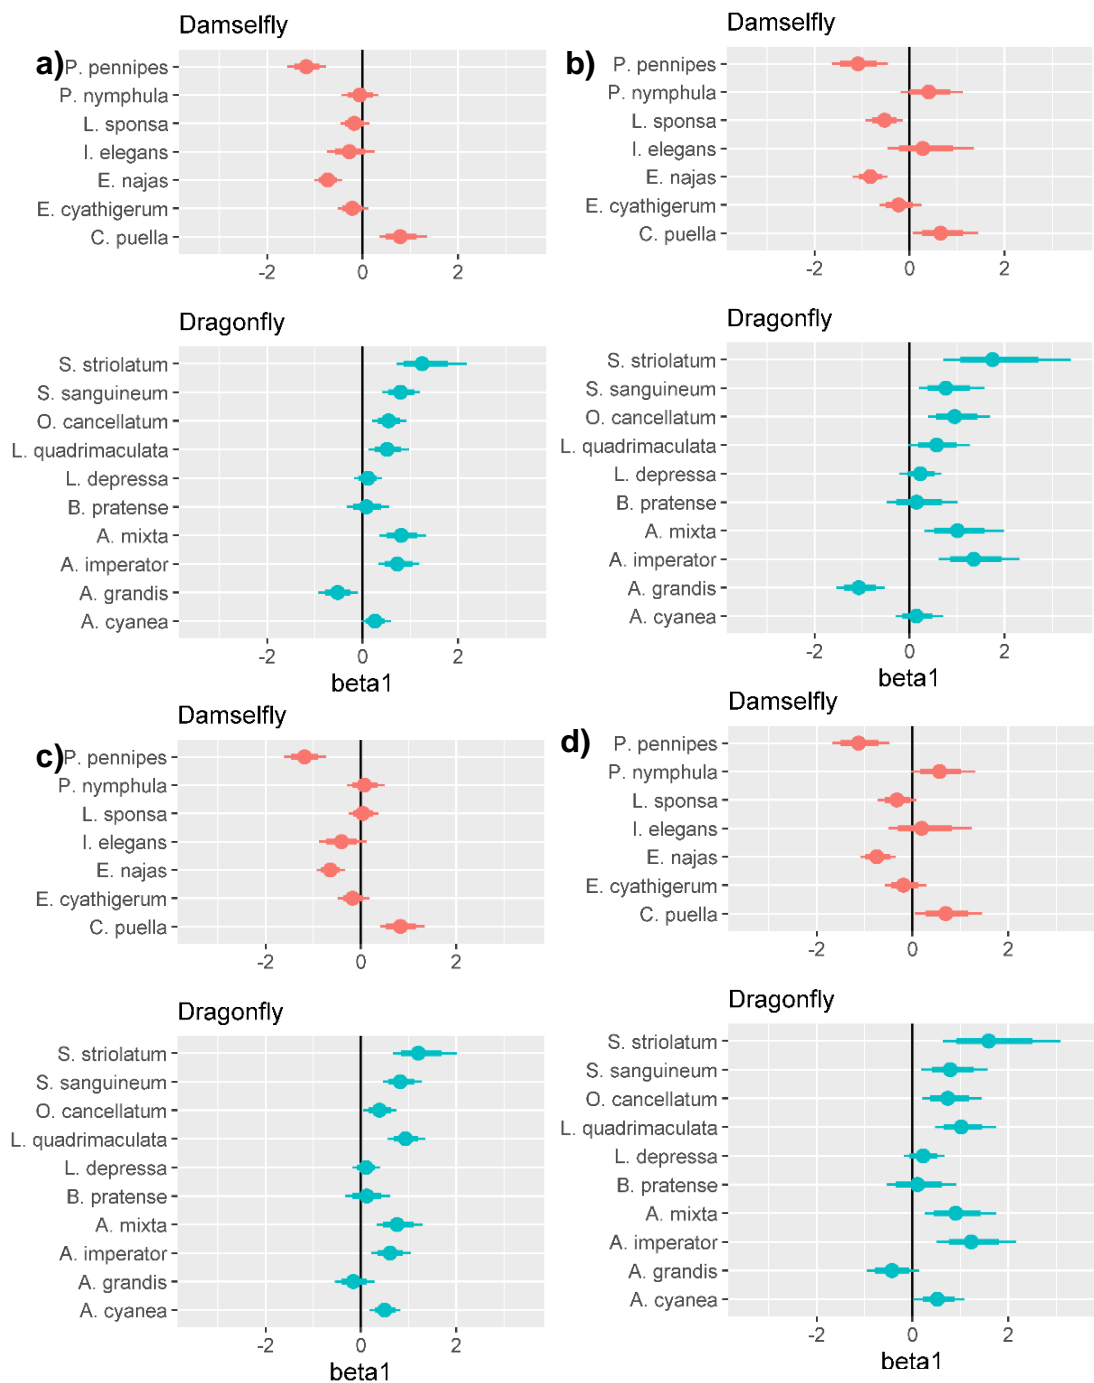 Damselfly
a)
P. pennipes
P. nymphula
L. sponsa
I. elegans
E. najas
E. cyathigerum
C. puella
-2 0 2
Dragonfly
S. striolatum
S. sanguineum
O. cancellatum
L. quadrimaculata
L. depressa
B. pratense
A. mixta
A. imperator
A. grandis
A. cyanea
-2 0 2
beta1
Damselfly
b)
P. pennipes
P. nymphula
L. sponsa
I. elegans
E. najas
E. cyathigerum
C. puella
-2 0 2
Dragonfly
S. striolatum
S. sanguineum
O. cancellatum
L. quadrimaculata
L. depressa
B. pratense
A. mixta
A. imperator
A. grandis
A. cyanea
-2 0 2
beta1
Damselfly
c)
P. pennipes
P. nymphula
L. sponsa
I. elegans
E. najas
E. cyathigerum
C. puella
-2 0 2
Dragonfly
S. striolatum
S. sanguineum
O. cancellatum
L. quadrimaculata
L. depressa
B. pratense
A. mixta
A. imperator
A. grandis
A. cyanea
-2 0 2
beta1
Damselfly
d)
P. pennipes
P. nymphula
L. sponsa
I. elegans
E. najas
E. cyathigerum
C. puella
-2 0 2
Dragonfly
S. striolatum
S. sanguineum
O. cancellatum
L. quadrimaculata
L. depressa
B. pratense
A. mixta
A. imperator
A. grandis
A. cyanea
-2 0 2
beta1